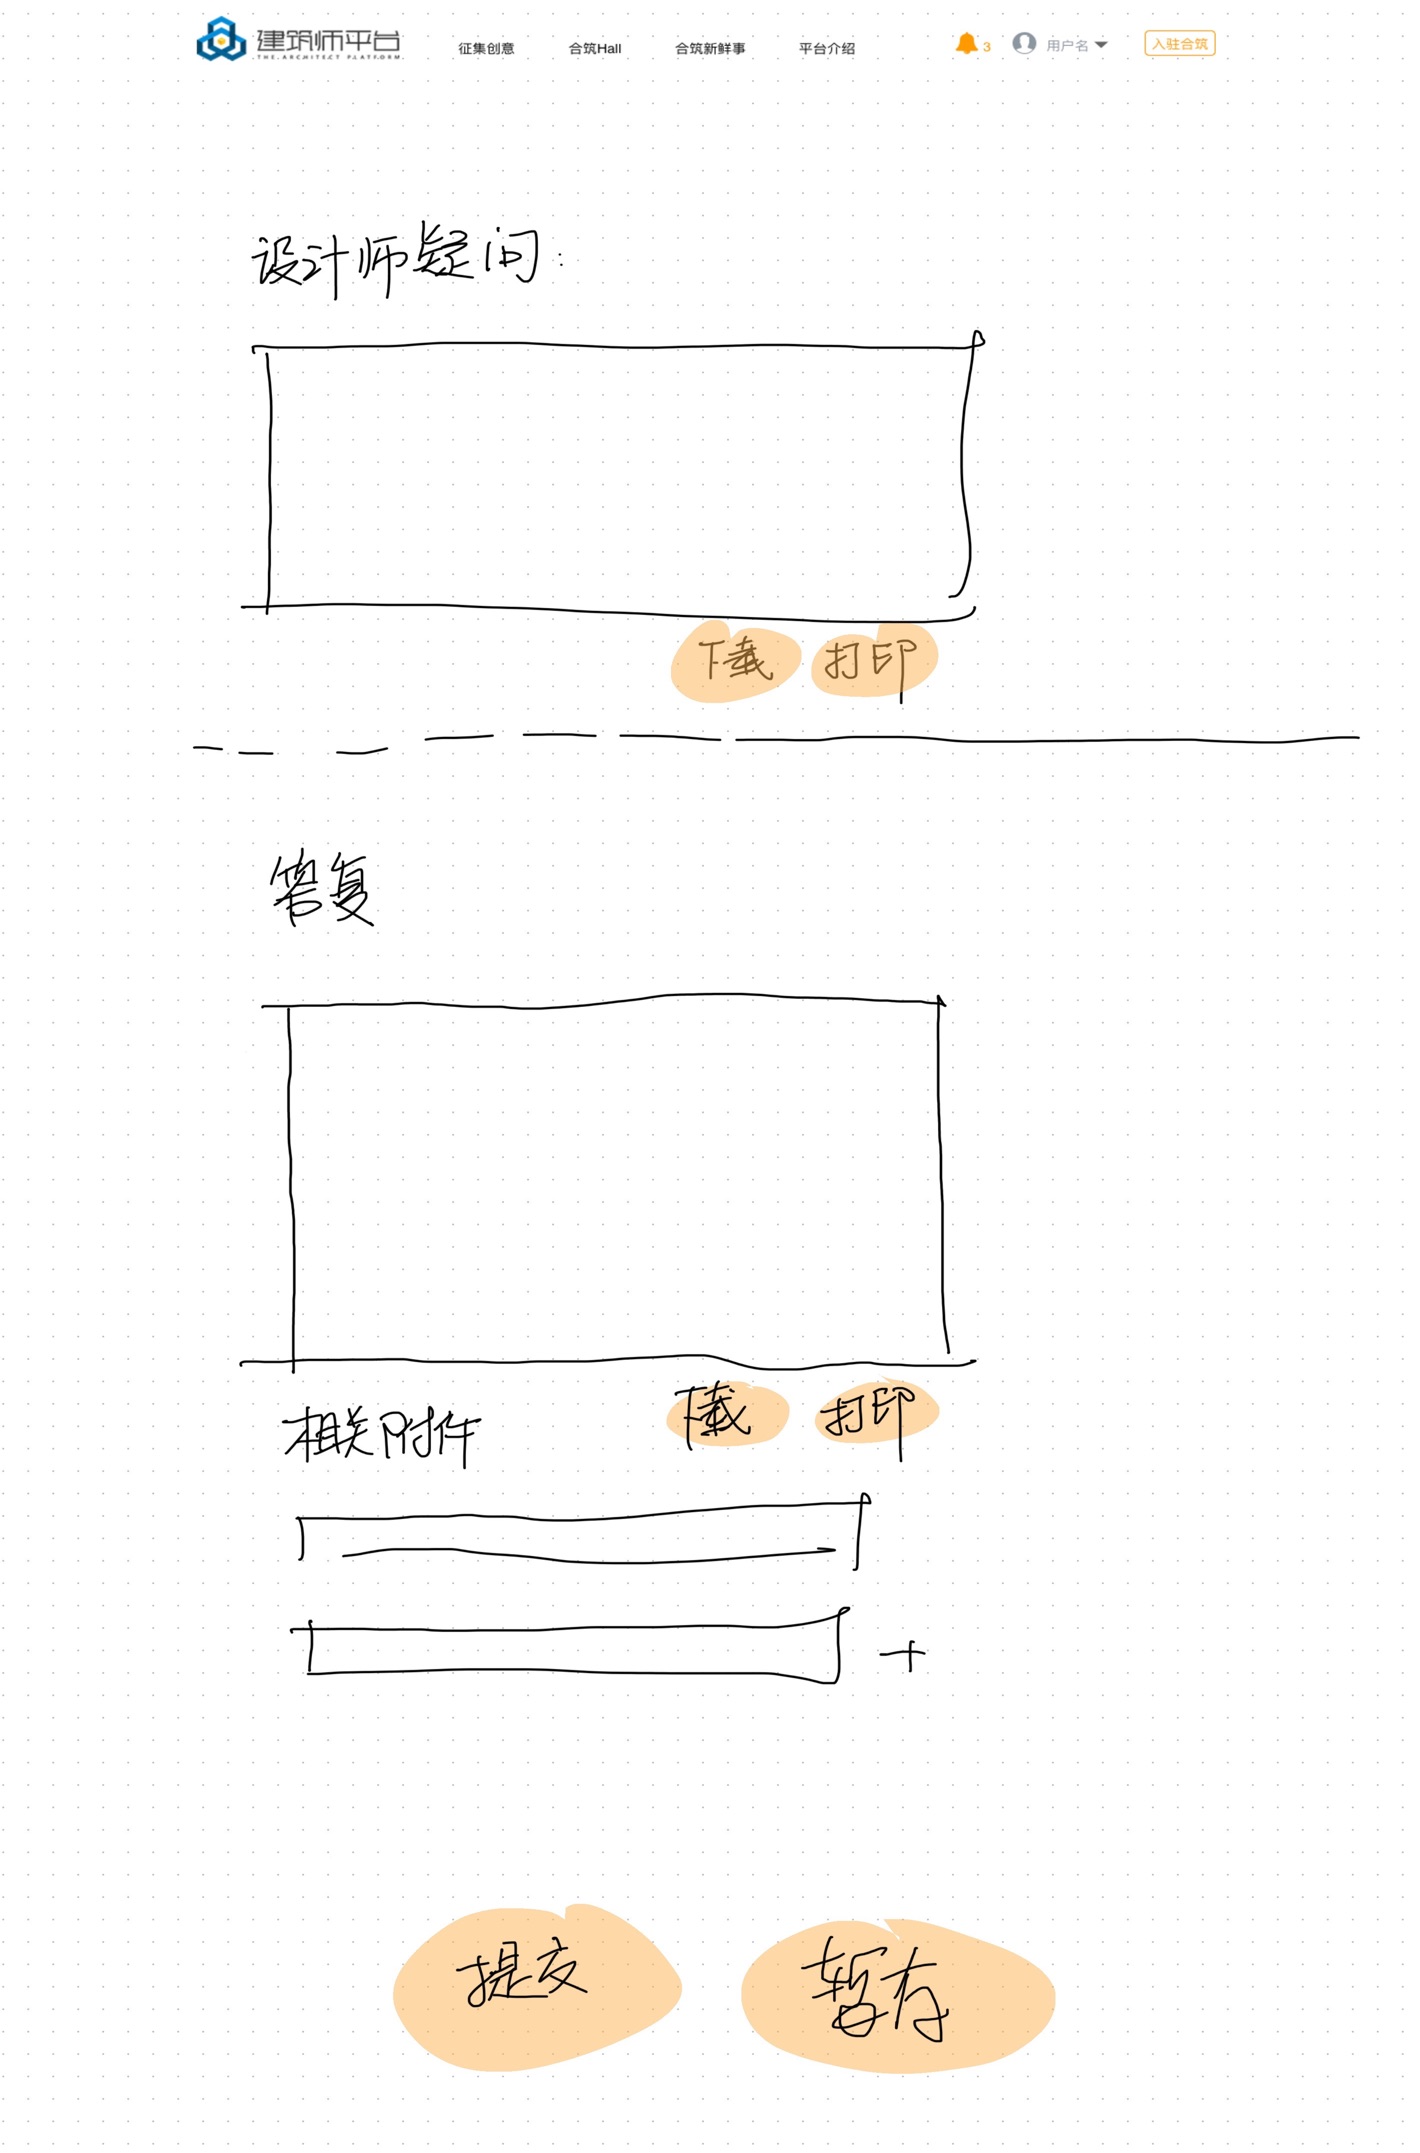 建筑师平台
THE ARCHITECT PLATFORM
征集创意 合筑Hall 合筑新鲜事 平台介绍 3 用户名 入驻合筑
设计师疑问:
下载 打印
答复
下载 打印
相关附件
+
提交 暂存